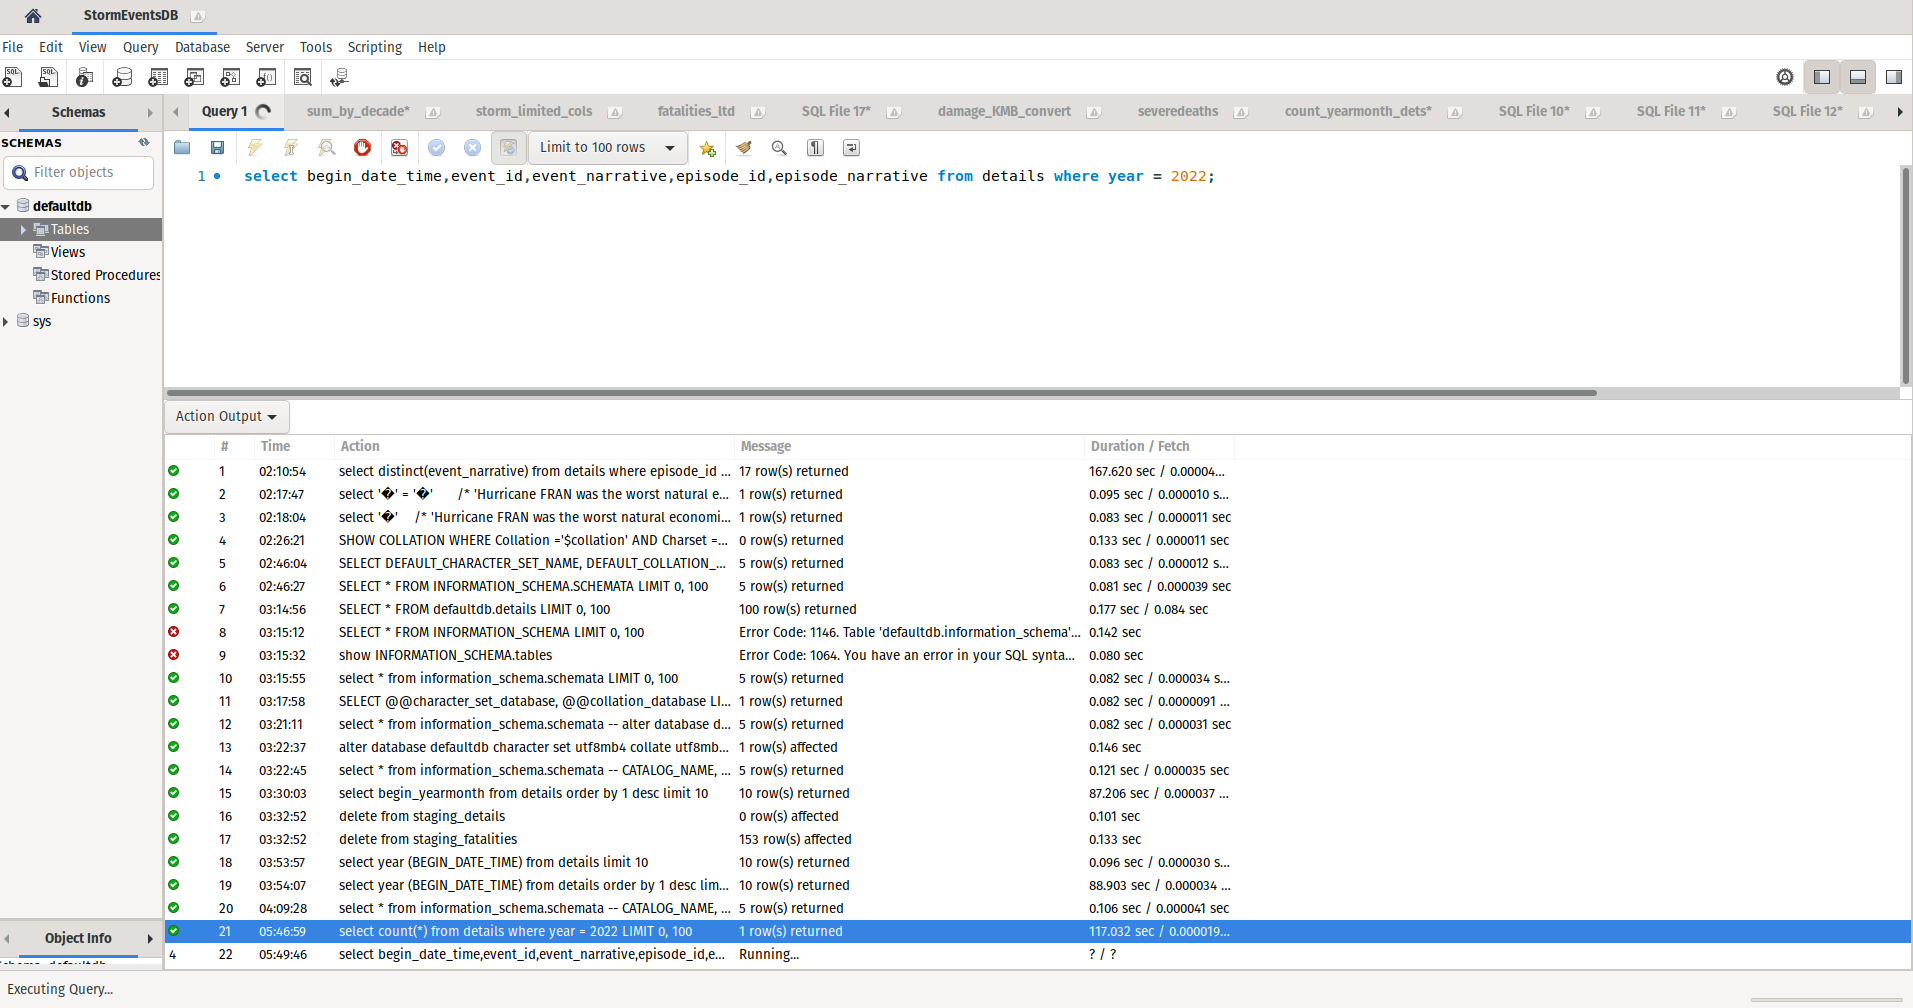 StormEventsDB
File Edit View Query Database Server Tools Scripting Help
Schemas
Query 1 sum_by_decade* storm_limited_cols fatalities_ltd SQL File 17* damage_KMB_convert severedeaths count_yearmonth_dets* SQL File 10* SQL File 11* SQL File 12*
SCHEMAS
Filter objects
defaultdb
Tables
Views
Stored Procedures
Functions
sys
Limit to 100 rows
1 select begin_date_time,event_id,event_narrative,episode_id,episode_narrative from details where year = 2022;
Action Output
# Time Action Message Duration / Fetch
1 02:10:54 select distinct(event_narrative) from details where episode_id ... 17 row(s) returned 167.620 sec / 0.00004...
2 02:17:47 select '�' = '�' /* 'Hurricane FRAN was the worst natural e... 1 row(s) returned 0.095 sec / 0.000010 s...
3 02:18:04 select '�' /* 'Hurricane FRAN was the worst natural economi... 1 row(s) returned 0.083 sec / 0.000011 sec
4 02:26:21 SHOW COLLATION WHERE Collation ='$collation' AND Charset =... 0 row(s) returned 0.133 sec / 0.000011 sec
5 02:46:04 SELECT DEFAULT_CHARACTER_SET_NAME, DEFAULT_COLLATION_... 5 row(s) returned 0.083 sec / 0.000012 s...
6 02:46:27 SELECT * FROM INFORMATION_SCHEMA.SCHEMATA LIMIT 0, 100 5 row(s) returned 0.081 sec / 0.000039 sec
7 03:14:56 SELECT * FROM defaultdb.details LIMIT 0, 100 100 row(s) returned 0.177 sec / 0.084 sec
8 03:15:12 SELECT * FROM INFORMATION_SCHEMA LIMIT 0, 100 Error Code: 1146. Table 'defaultdb.information_schema'... 0.142 sec
9 03:15:32 show INFORMATION_SCHEMA.tables Error Code: 1064. You have an error in your SQL synta... 0.080 sec
10 03:15:55 select * from information_schema.schemata LIMIT 0, 100 5 row(s) returned 0.082 sec / 0.000034 s...
11 03:17:58 SELECT @@character_set_database, @@collation_database LI... 1 row(s) returned 0.082 sec / 0.0000091 ...
12 03:21:11 select * from information_schema.schemata -- alter database d... 5 row(s) returned 0.082 sec / 0.000031 sec
13 03:22:37 alter database defaultdb character set utf8mb4 collate utf8mb... 1 row(s) affected 0.146 sec
14 03:22:45 select * from information_schema.schemata -- CATALOG_NAME, ... 5 row(s) returned 0.121 sec / 0.000035 sec
15 03:30:03 select begin_yearmonth from details order by 1 desc limit 10 10 row(s) returned 87.206 sec / 0.000037 ...
16 03:32:52 delete from staging_details 0 row(s) affected 0.101 sec
17 03:32:52 delete from staging_fatalities 153 row(s) affected 0.133 sec
18 03:53:57 select year (BEGIN_DATE_TIME) from details limit 10 10 row(s) returned 0.096 sec / 0.000030 s...
19 03:54:07 select year (BEGIN_DATE_TIME) from details order by 1 desc lim... 10 row(s) returned 88.903 sec / 0.000034 ...
20 04:09:28 select * from information_schema.schemata -- CATALOG_NAME, ... 5 row(s) returned 0.106 sec / 0.000041 sec
21 05:46:59 select count(*) from details where year = 2022 LIMIT 0, 100 1 row(s) returned 117.032 sec / 0.000019...
4 22 05:49:46 select begin_date_time,event_id,event_narrative,episode_id,e... Running... ? / ?
Object Info
Schema: defaultdb
Executing Query...